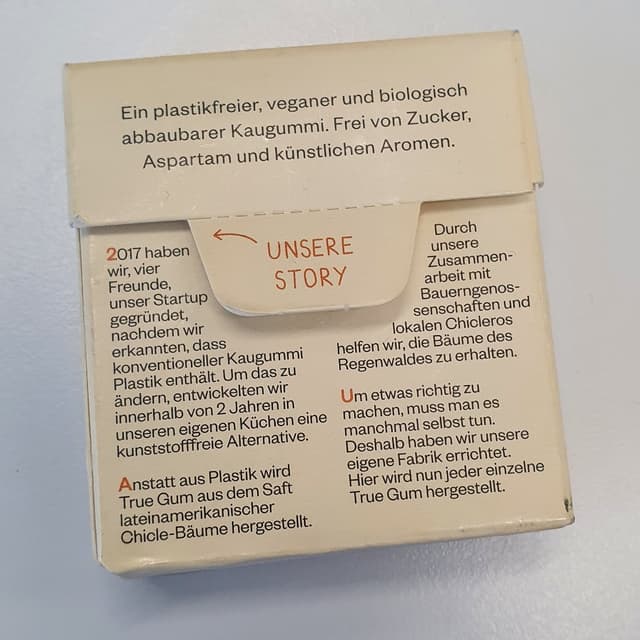 Ein plastikfreier, veganer und biologisch
abbaubarer Kaugummi. Frei von Zucker,
Aspartam und künstlichen Aromen.
UNSERE
STORY
2017 haben
wir, vier
Freunde,
unser Startup
gegründet,
nachdem wir
erkannten, dass
konventioneller Kaugummi
Plastik enthält. Um das zu
ändern, entwickelten wir
innerhalb von 2 Jahren in
unseren eigenen Küchen eine
kunststofffreie Alternative.
Anstatt aus Plastik wird
True Gum aus dem Saft
lateinamerikanischer
Chicle-Bäume hergestellt.
Durch
unsere
Zusammen-
arbeit mit
Bauerngenos-
senschaften und
lokalen Chicleros
helfen wir, die Bäume des
Regenwaldes zu erhalten.
Um etwas richtig zu
machen, muss man es
manchmal selbst tun.
Deshalb haben wir unsere
eigene Fabrik errichtet.
Hier wird nun jeder einzelne
True Gum hergestellt.